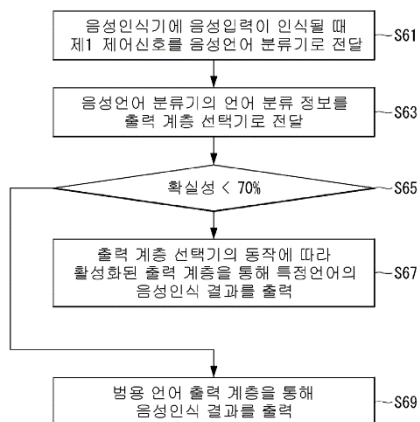 음성인식기에 음성입력이 인식될 때
제1 제어신호를 음성언어 분류기로 전달
S61
음성언어 분류기의 언어 분류 정보를
출력 계층 선택기로 전달
S63
확실성 < 70%
S65
출력 계층 선택기의 동작에 따라
활성화된 출력 계층을 통해 특정언어의
음성인식 결과를 출력
S67
범용 언어 출력 계층을 통해
음성인식 결과를 출력
S69